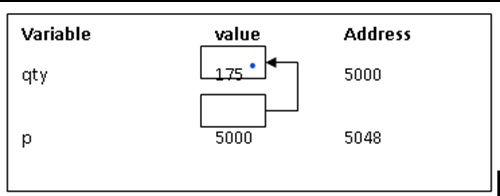 Variable value Address
qty 175 5000
p 5000 5048